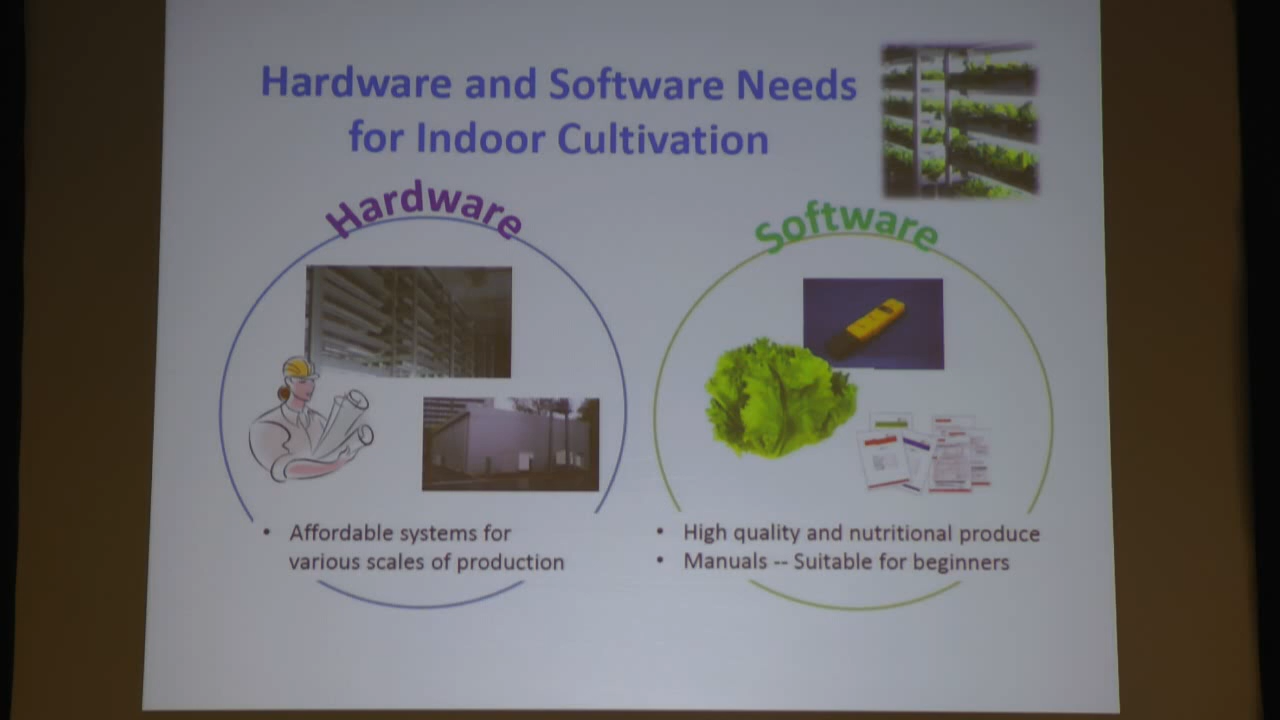 Hardware and Software Needs
for Indoor Cultivation
Hardware
Software
• Affordable systems for
various scales of production
• High quality and nutritional produce
• Manuals -- Suitable for beginners